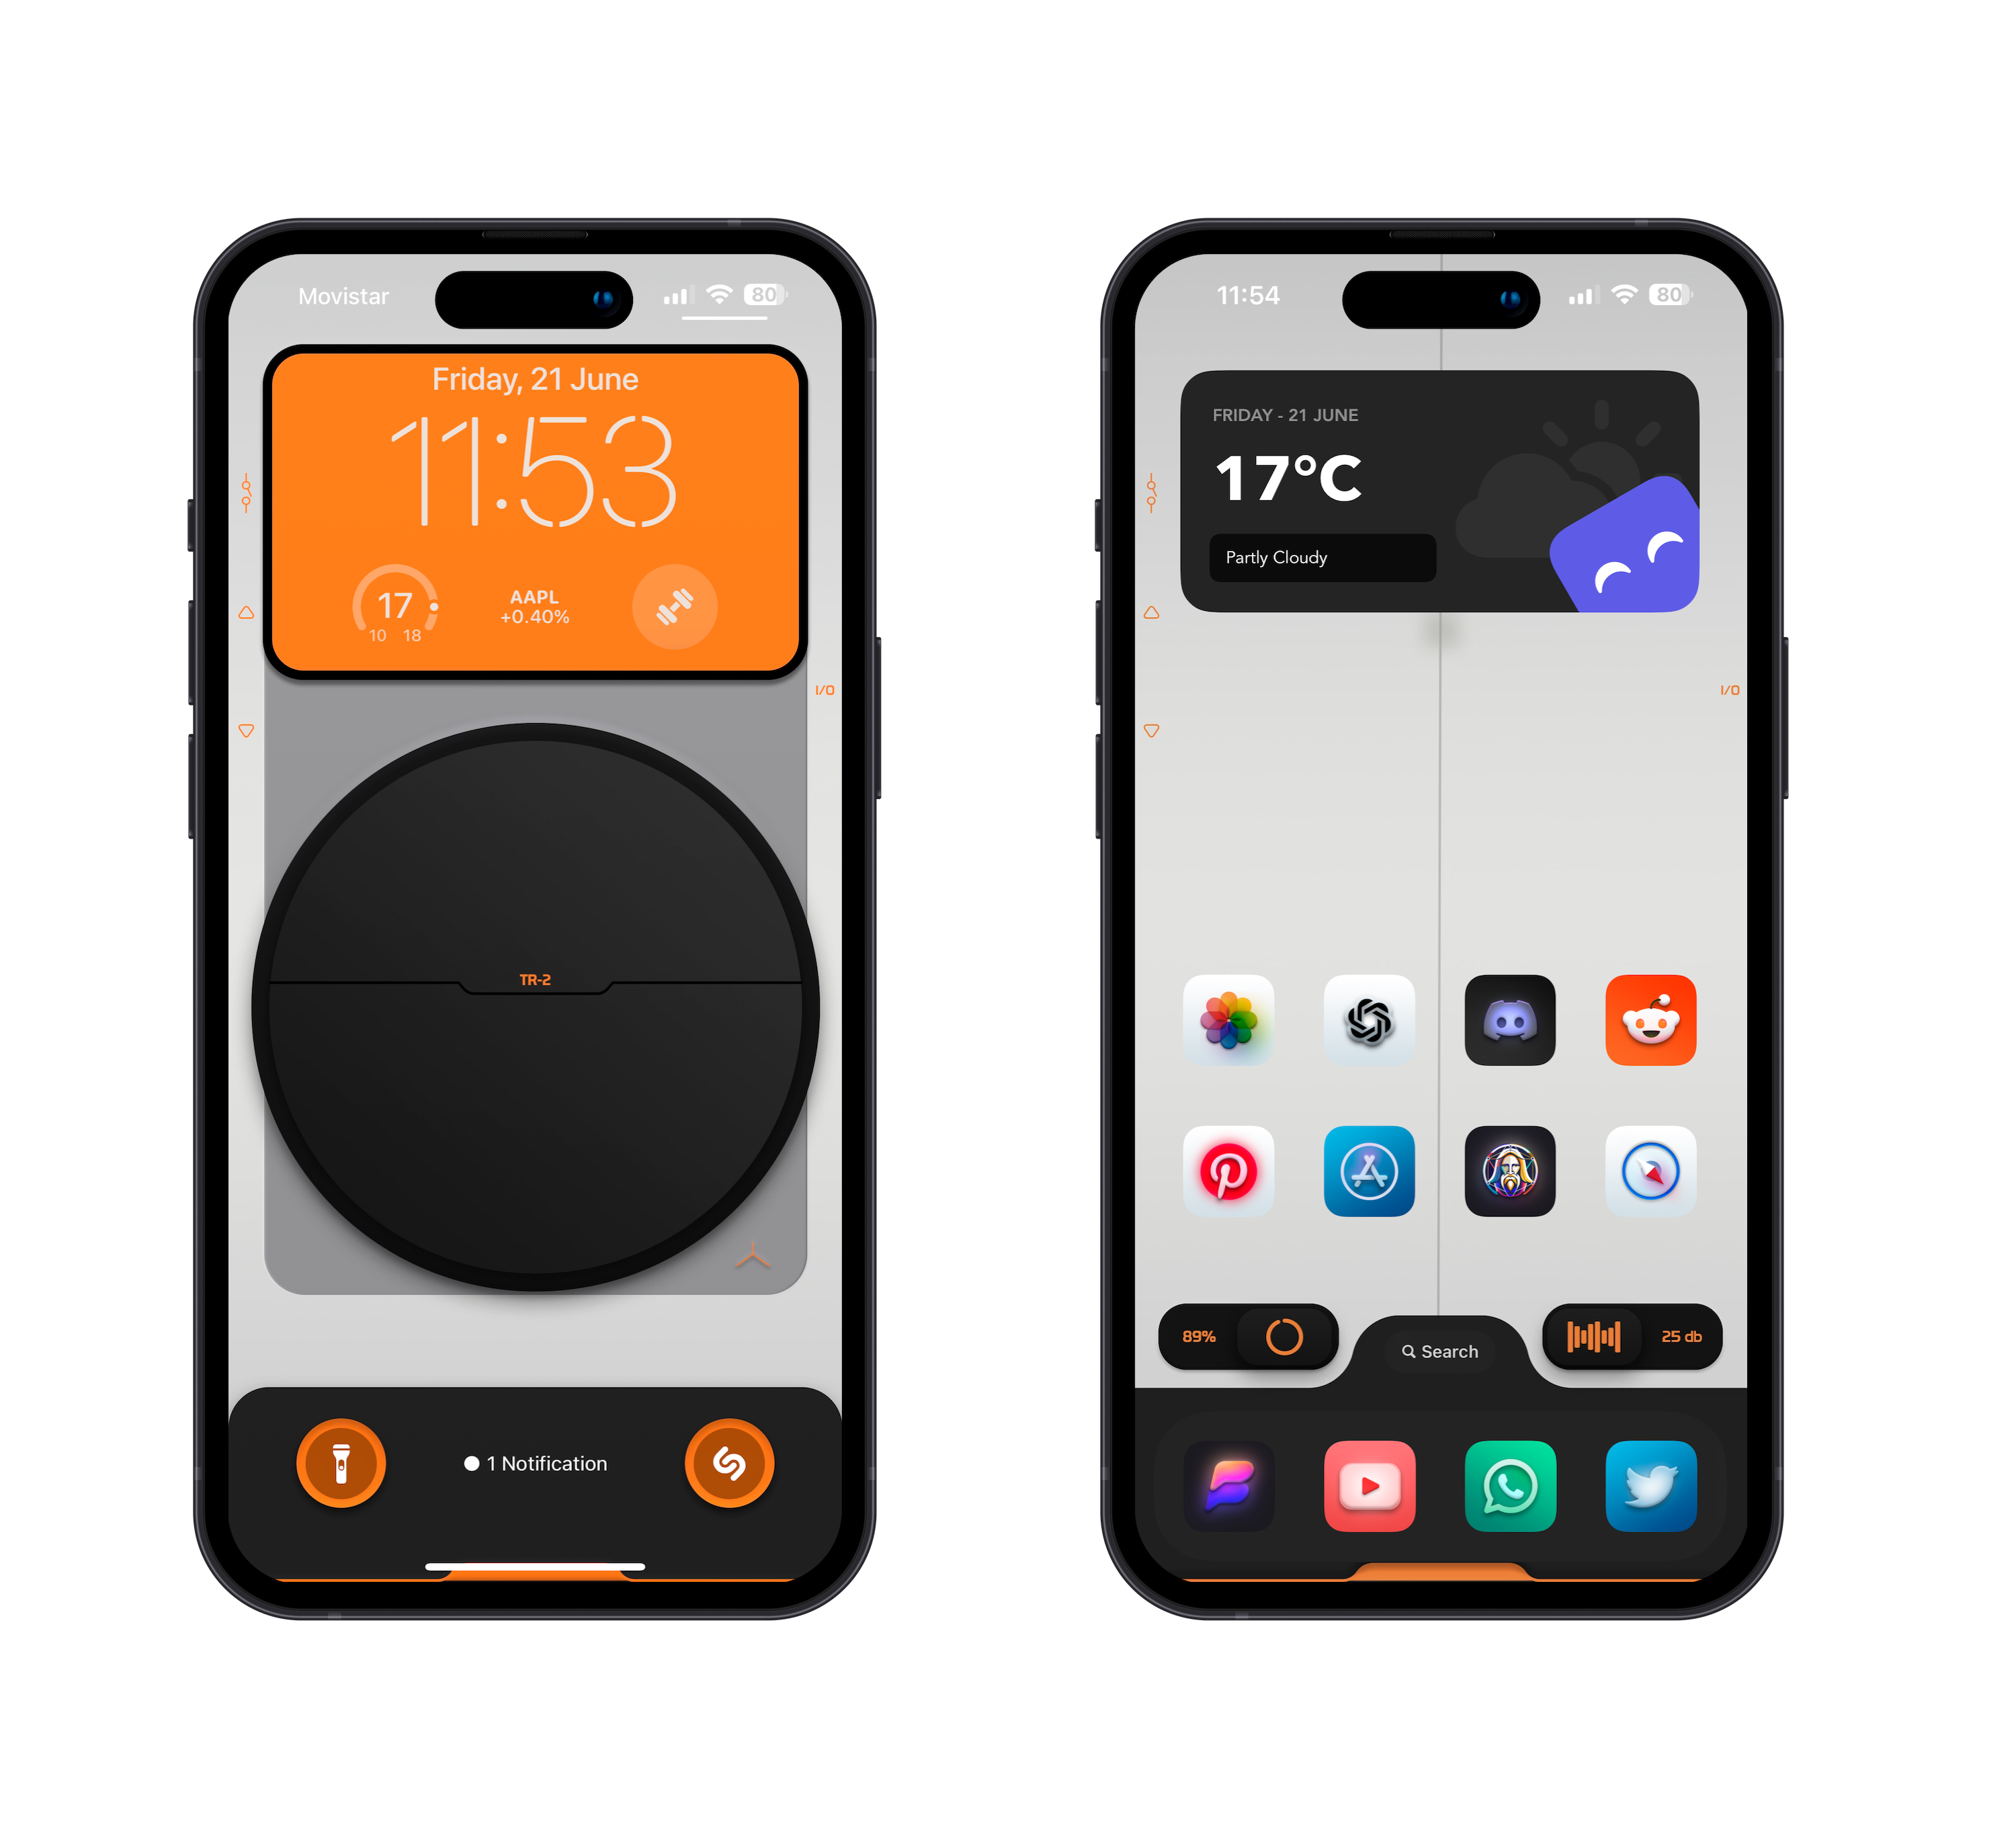 Movistar
80
Friday, 21 June
11:53
17
10 18
AAPL
+0.40%
I/O
TR-2
1 Notification
11:54
80
FRIDAY - 21 JUNE
17°C
Partly Cloudy
I/O
89%
Search
25 db